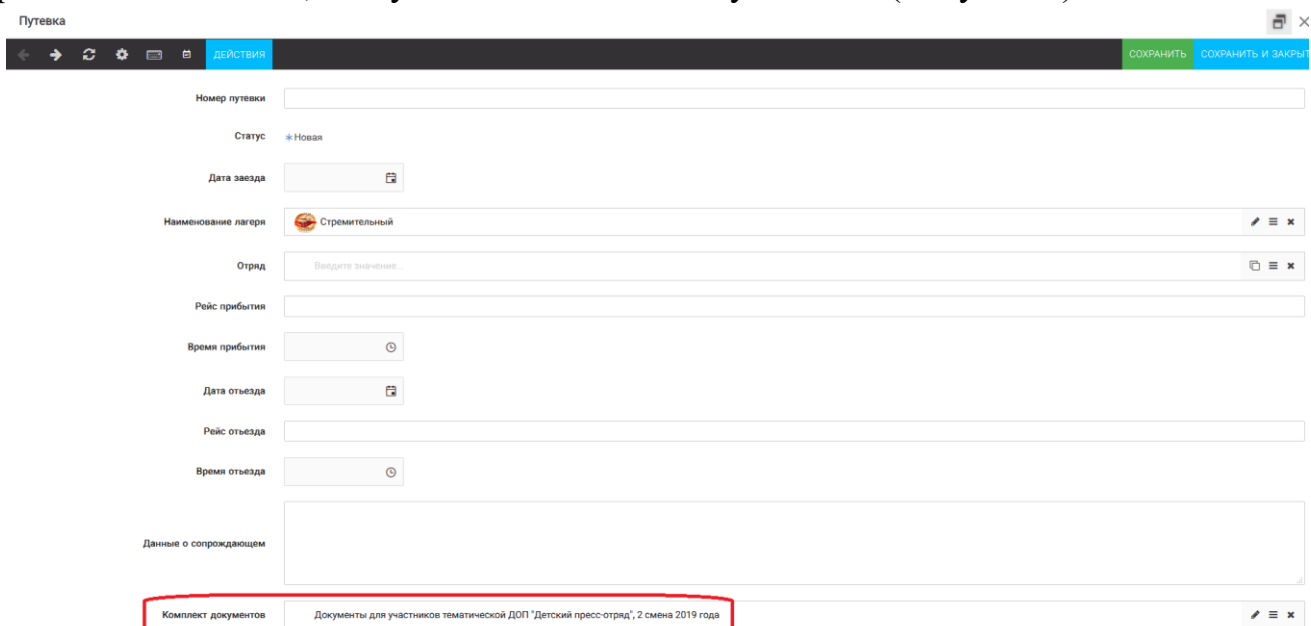 Путевка
ДЕЙСТВИЯ СОХРАНИТЬ СОХРАНИТЬ И ЗАКРЫТ
Номер путевки
Статус Новая
Дата заезда
Наименование лагеря Стремительный
Отряд Введите значение...
Рейс прибытия
Время прибытия
Дата отъезда
Рейс отъезда
Время отъезда
Данные о сопрождающем
Комплект документов Документы для участников тематической ДОП "Детский пресс-отряд", 2 смена 2019 года